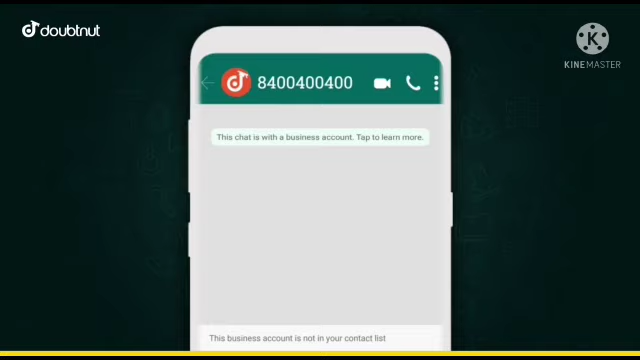 doubtnut
K
KINEMASTER
8400400400
This chat is with a business account. Tap to learn more.
This business account is not in your contact list